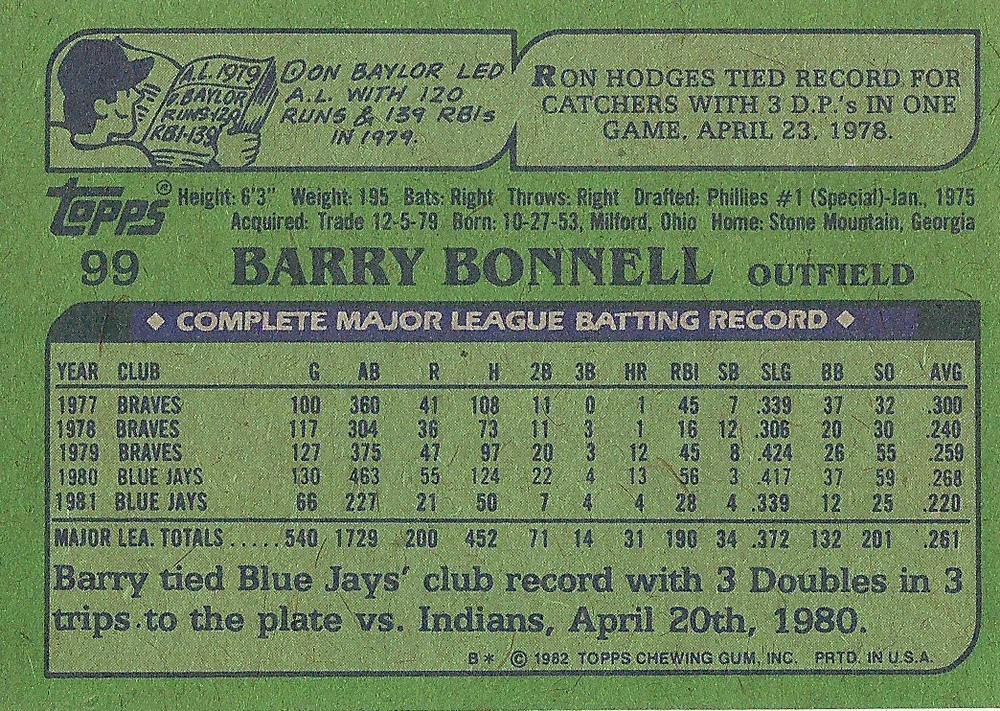 A.L. 1979
D. BAYLOR
RUNS-120
RBI-139
DON BAYLOR LED
A.L. WITH 120
RUNS & 139 RBIs
IN 1979.
RON HODGES TIED RECORD FOR
CATCHERS WITH 3 D.P.'s IN ONE
GAME, APRIL 23, 1978.
TOPPS®
Height: 6'3" Weight: 195 Bats: Right Throws: Right Drafted: Phillies #1 (Special)-Jan., 1975
Acquired: Trade 12-5-79 Born: 10-27-53, Milford, Ohio Home: Stone Mountain, Georgia
99 BARRY BONNELL OUTFIELD
◆ COMPLETE MAJOR LEAGUE BATTING RECORD ◆
YEAR CLUB G AB R H 2B 3B HR RBI SB SLG BB SO AVG
1977 BRAVES 100 360 41 108 11 0 1 45 7 .339 37 32 .300
1978 BRAVES 117 304 36 73 11 3 1 16 12 .306 20 30 .240
1979 BRAVES 127 375 47 97 20 3 12 45 8 .424 26 55 .259
1980 BLUE JAYS 130 463 55 124 22 4 13 56 3 .417 37 59 .268
1981 BLUE JAYS 66 227 21 50 7 4 4 28 4 .339 12 25 .220
MAJOR LEA. TOTALS.....540 1729 200 452 71 14 31 190 34 .372 132 201 .261
Barry tied Blue Jays' club record with 3 Doubles in 3
trips to the plate vs. Indians, April 20th, 1980.
B* © 1982 TOPPS CHEWING GUM, INC. PRTD. IN U.S.A.